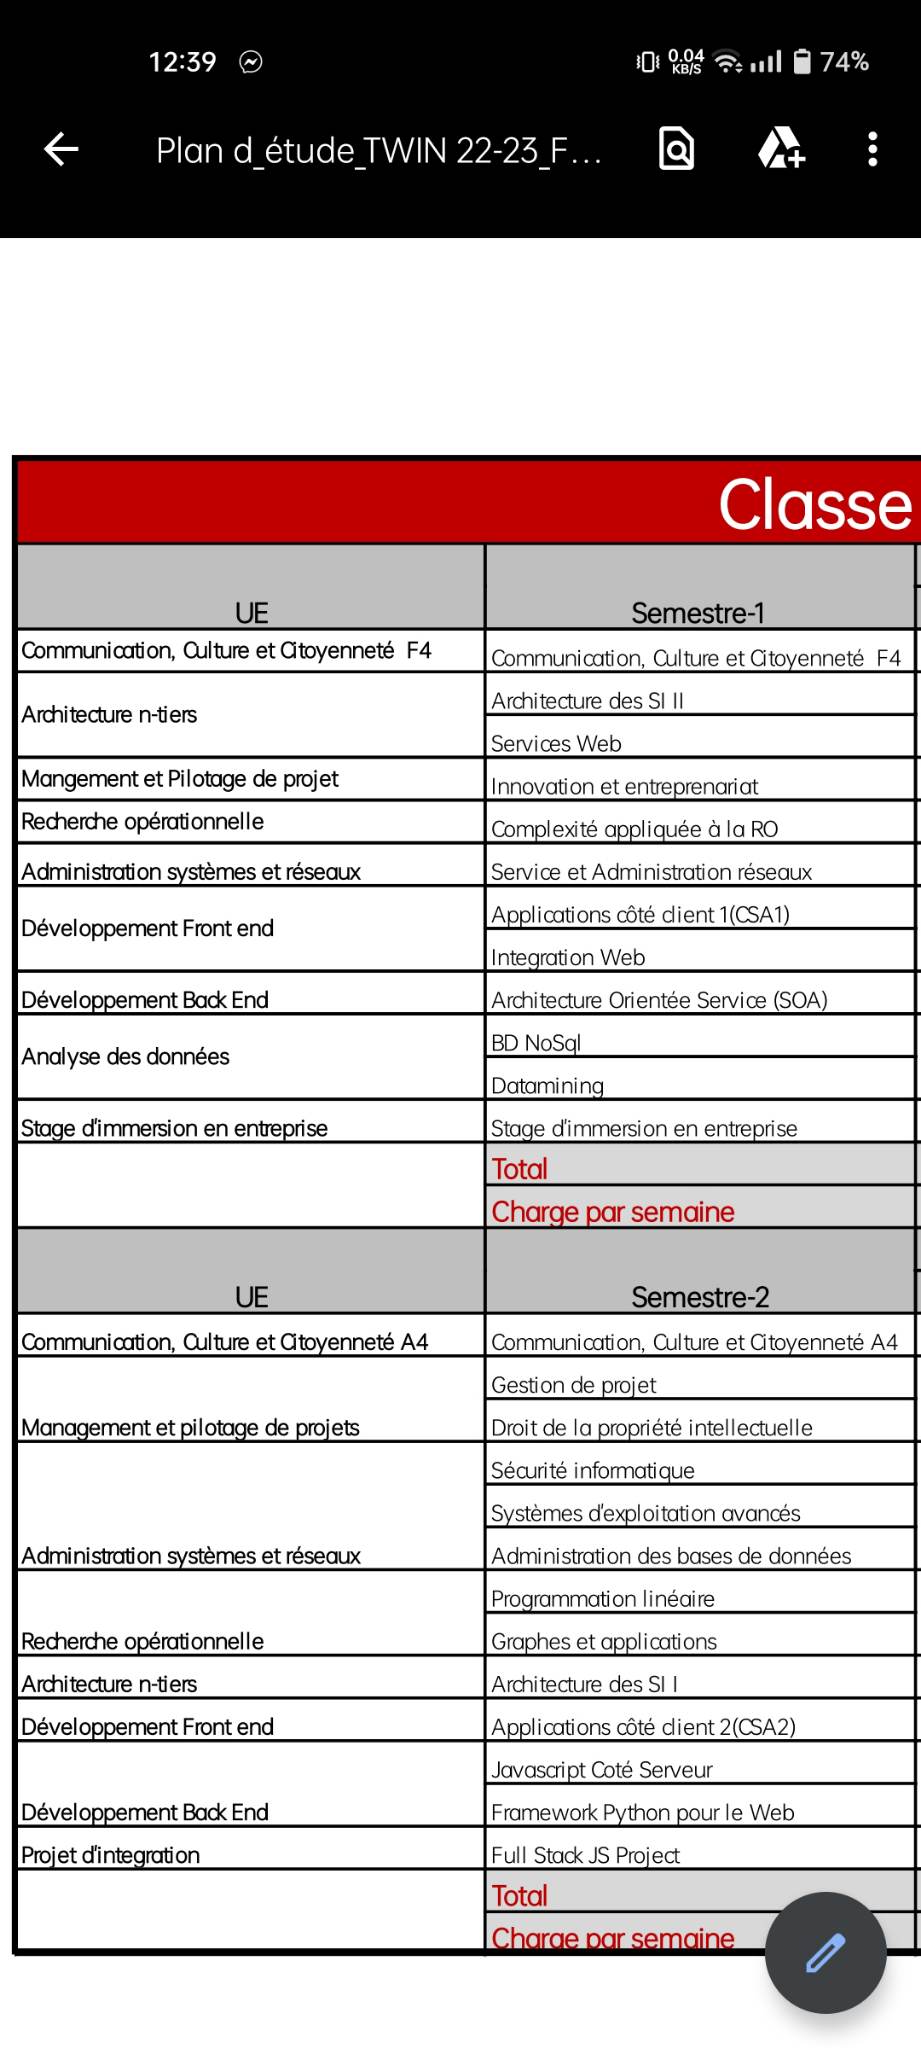 12:39
0.04 KB/S 74%
Plan d_étude_TWIN 22-23_F...
Classe
UE Semestre-1
Communication, Culture et Citoyenneté F4 Communication, Culture et Citoyenneté F4
Architecture n-tiers Architecture des SI II
Services Web
Mangement et Pilotage de projet Innovation et entreprenariat
Recherche opérationnelle Complexité appliquée à la RO
Administration systèmes et réseaux Service et Administration réseaux
Développement Front end Applications côté client 1(CSA1)
Integration Web
Développement Back End Architecture Orientée Service (SOA)
Analyse des données BD NoSql
Datamining
Stage d'immersion en entreprise Stage d'immersion en entreprise
Total
Charge par semaine
UE Semestre-2
Communication, Culture et Citoyenneté A4 Communication, Culture et Citoyenneté A4
Gestion de projet
Management et pilotage de projets Droit de la propriété intellectuelle
Sécurité informatique
Systèmes d'exploitation avancés
Administration systèmes et réseaux Administration des bases de données
Programmation linéaire
Recherche opérationnelle Graphes et applications
Architecture n-tiers Architecture des SI I
Développement Front end Applications côté client 2(CSA2)
Javascript Coté Serveur
Développement Back End Framework Python pour le Web
Projet d'integration Full Stack JS Project
Total
Charge par semaine